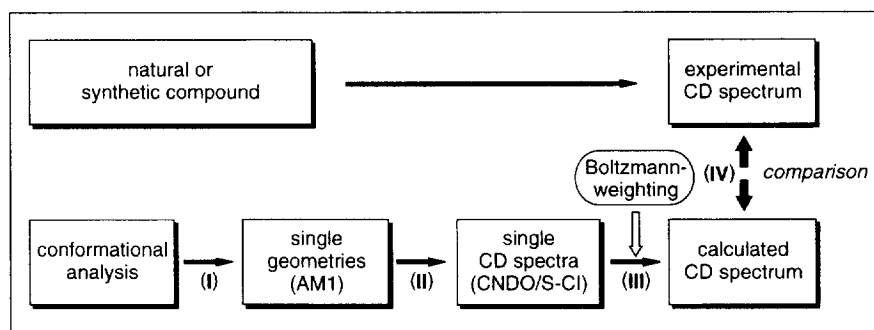 natural or
synthetic compound
experimental
CD spectrum
Boltzmann-
weighting
(IV)
comparison
conformational
analysis
(I)
single
geometries
(AM1)
(II)
single
CD spectra
(CNDO/S-CI)
(III)
calculated
CD spectrum